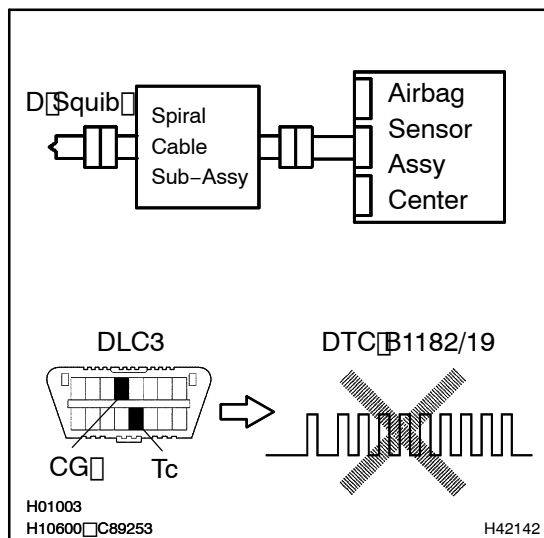 D Squib
Spiral
Cable
Sub-Assy
Airbag
Sensor
Assy
Center
DLC3
DTC B1182/19
CG
Tc
H01003
H10600 C89253
H42142